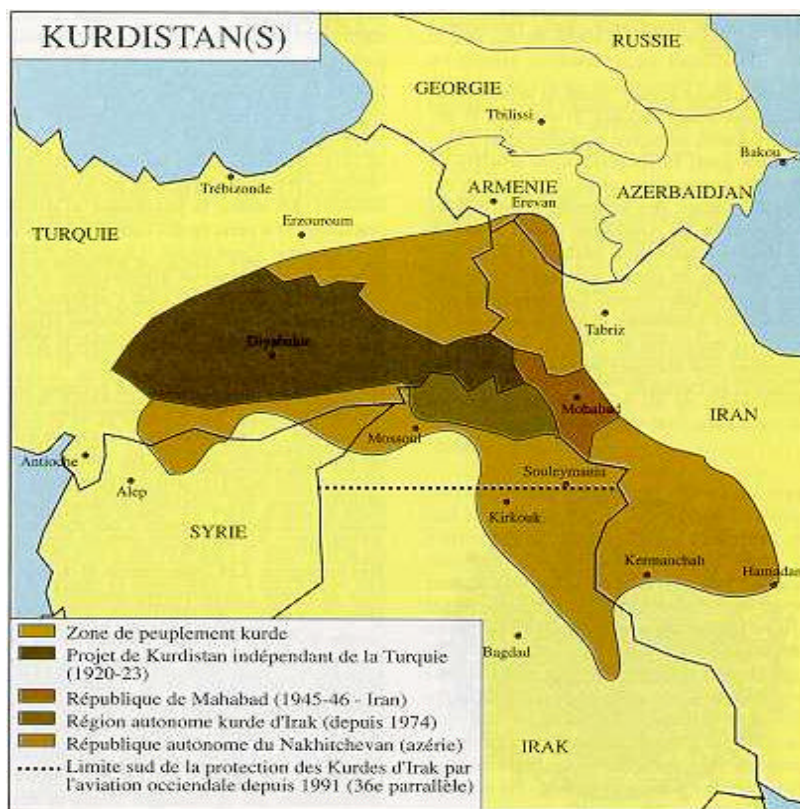 KURDISTAN(S)
RUSSIE
GEORGIE
Tbilissi
Bakou
Trébizonde
ARMENIE
AZERBAIDJAN
Erevan
TURQUIE
Erzouroum
Tabriz
Diyabakir
Mohabad
IRAN
Mossoul
Antioche
Alep
Souleymania
Kirkouk
SYRIE
Kermanchah
Hamadan
Bagdad
IRAK
Zone de peuplement kurde
Projet de Kurdistan indépendant de la Turquie
(1920-23)
République de Mahabad (1945-46 - Iran)
Région autonome kurde d'Irak (depuis 1974)
République autonome du Nakhitchevan (azérie)
Limite sud de la protection des Kurdes d'Irak par
l'aviation occiendale depuis 1991 (36e parrallèle)